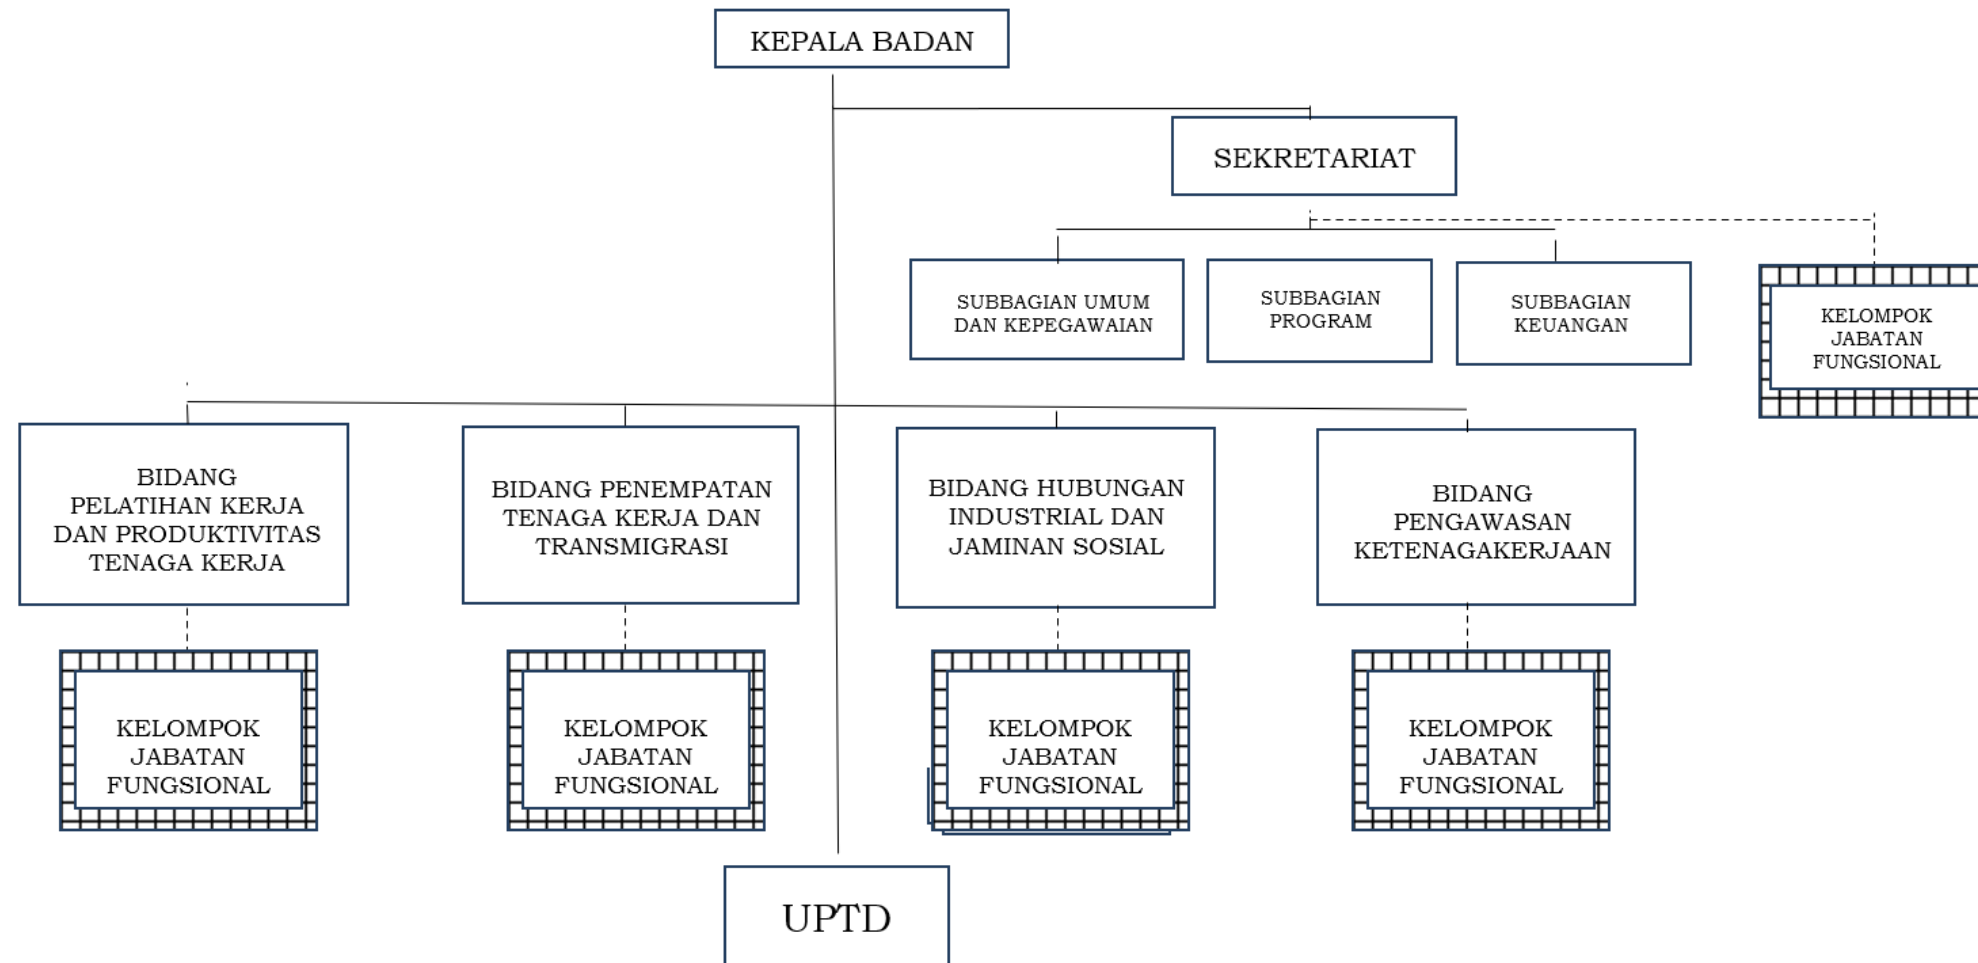 KEPALA BADAN
SEKRETARIAT
SUBBAGIAN UMUM
DAN KEPEGAWAIAN
SUBBAGIAN
PROGRAM
SUBBAGIAN
KEUANGAN
KELOMPOK
JABATAN
FUNGSIONAL
BIDANG
PELATIHAN KERJA
DAN PRODUKTIVITAS
TENAGA KERJA
BIDANG PENEMPATAN
TENAGA KERJA DAN
TRANSMIGRASI
BIDANG HUBUNGAN
INDUSTRIAL DAN
JAMINAN SOSIAL
BIDANG
PENGAWASAN
KETENAGAKERJAAN
KELOMPOK
JABATAN
FUNGSIONAL
KELOMPOK
JABATAN
FUNGSIONAL
KELOMPOK
JABATAN
FUNGSIONAL
KELOMPOK
JABATAN
FUNGSIONAL
UPTD